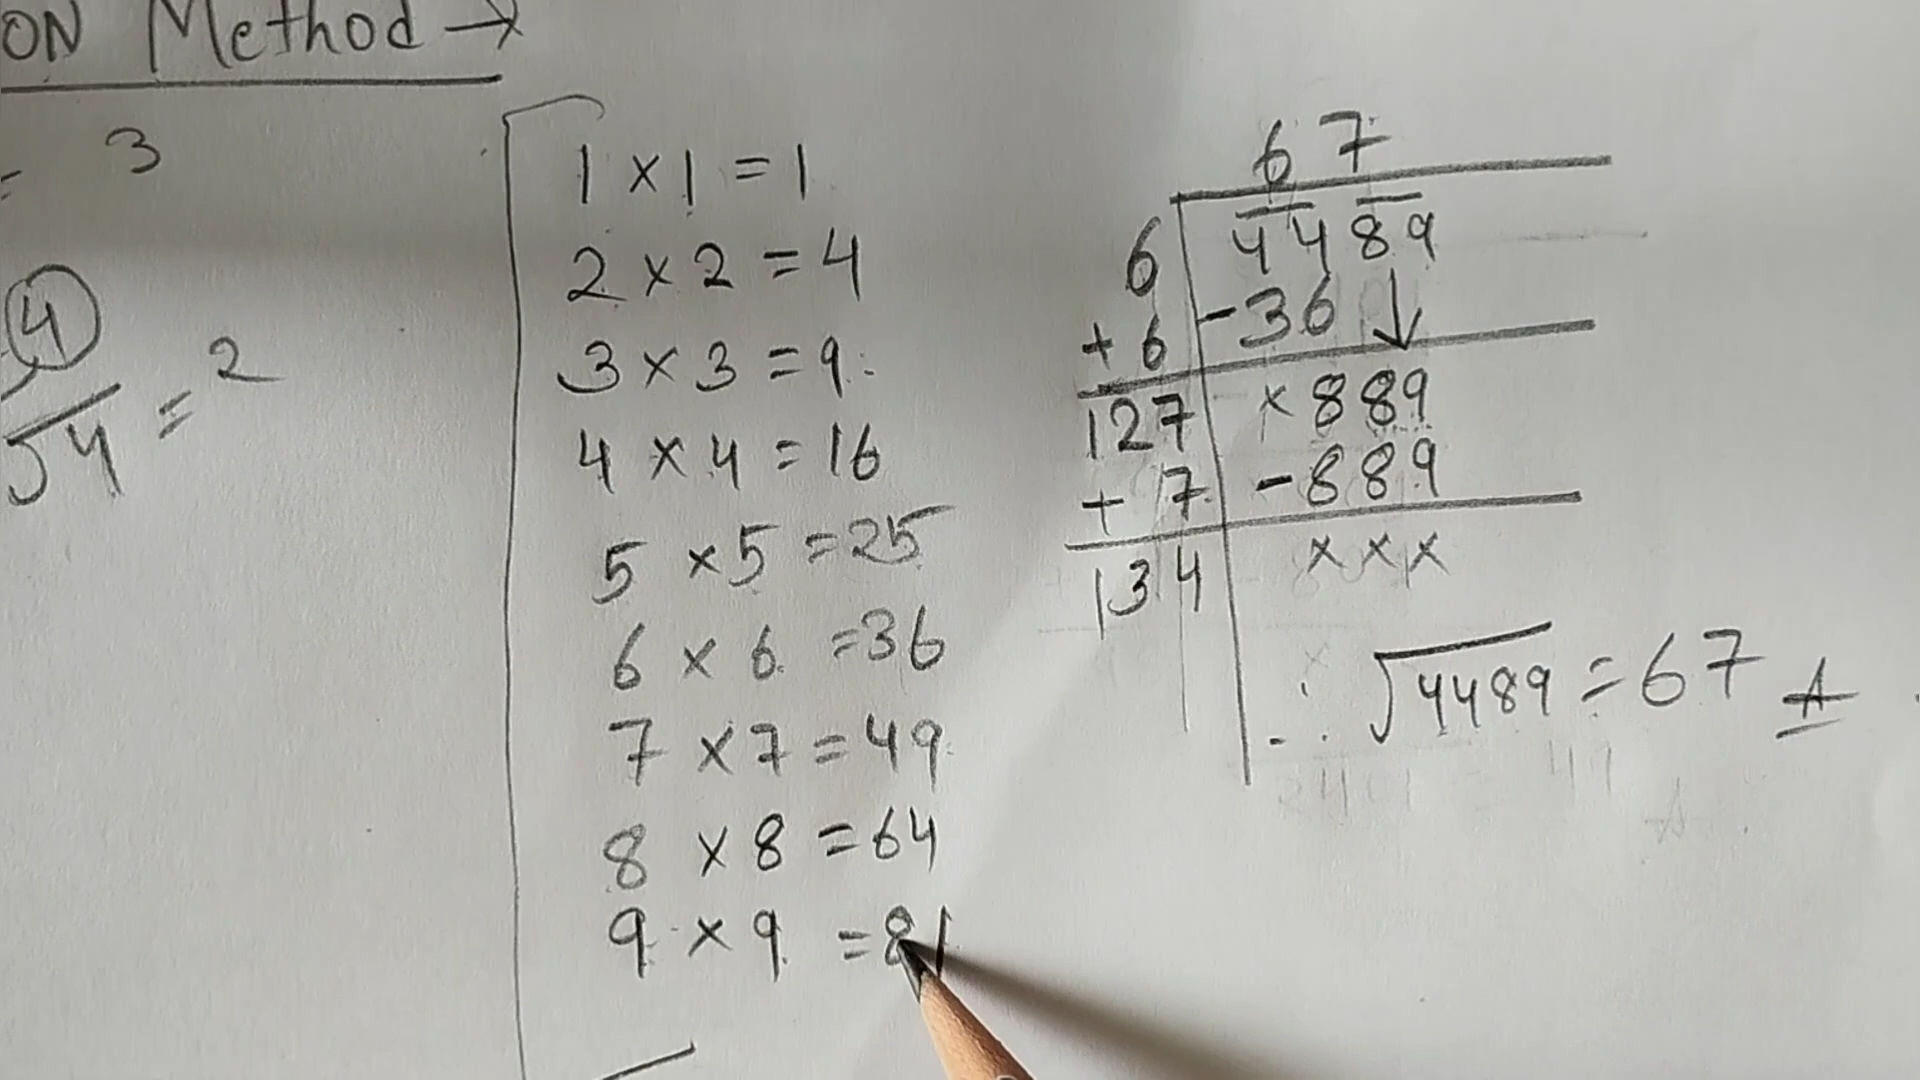 ON Method →
= 3
4
√4 = 2
1 × 1 = 1
2 × 2 = 4
3 × 3 = 9
4 × 4 = 16
5 × 5 = 25
6 × 6 = 36
7 × 7 = 49
8 × 8 = 64
9 × 9 = 81
67
6 4489
+6 -36 ↓
127 ×889
+7 -889
134 ×××
∴ √4489 = 67 A